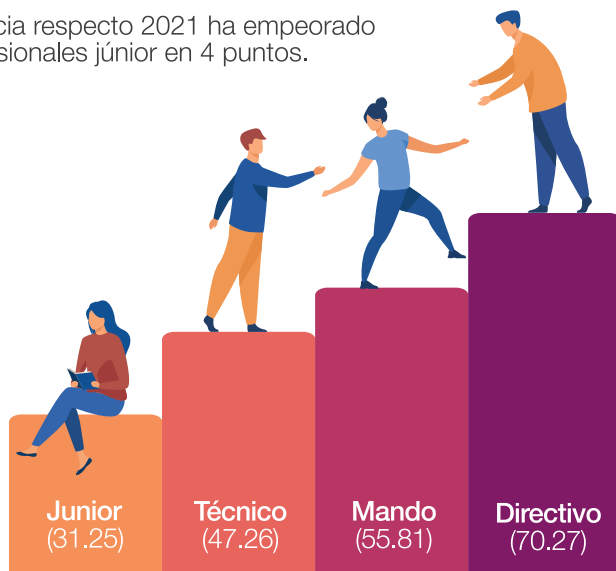 cia respecto 2021 ha empeorado
sionales júnior en 4 puntos.
Junior
(31.25)
Técnico
(47.26)
Mando
(55.81)
Directivo
(70.27)